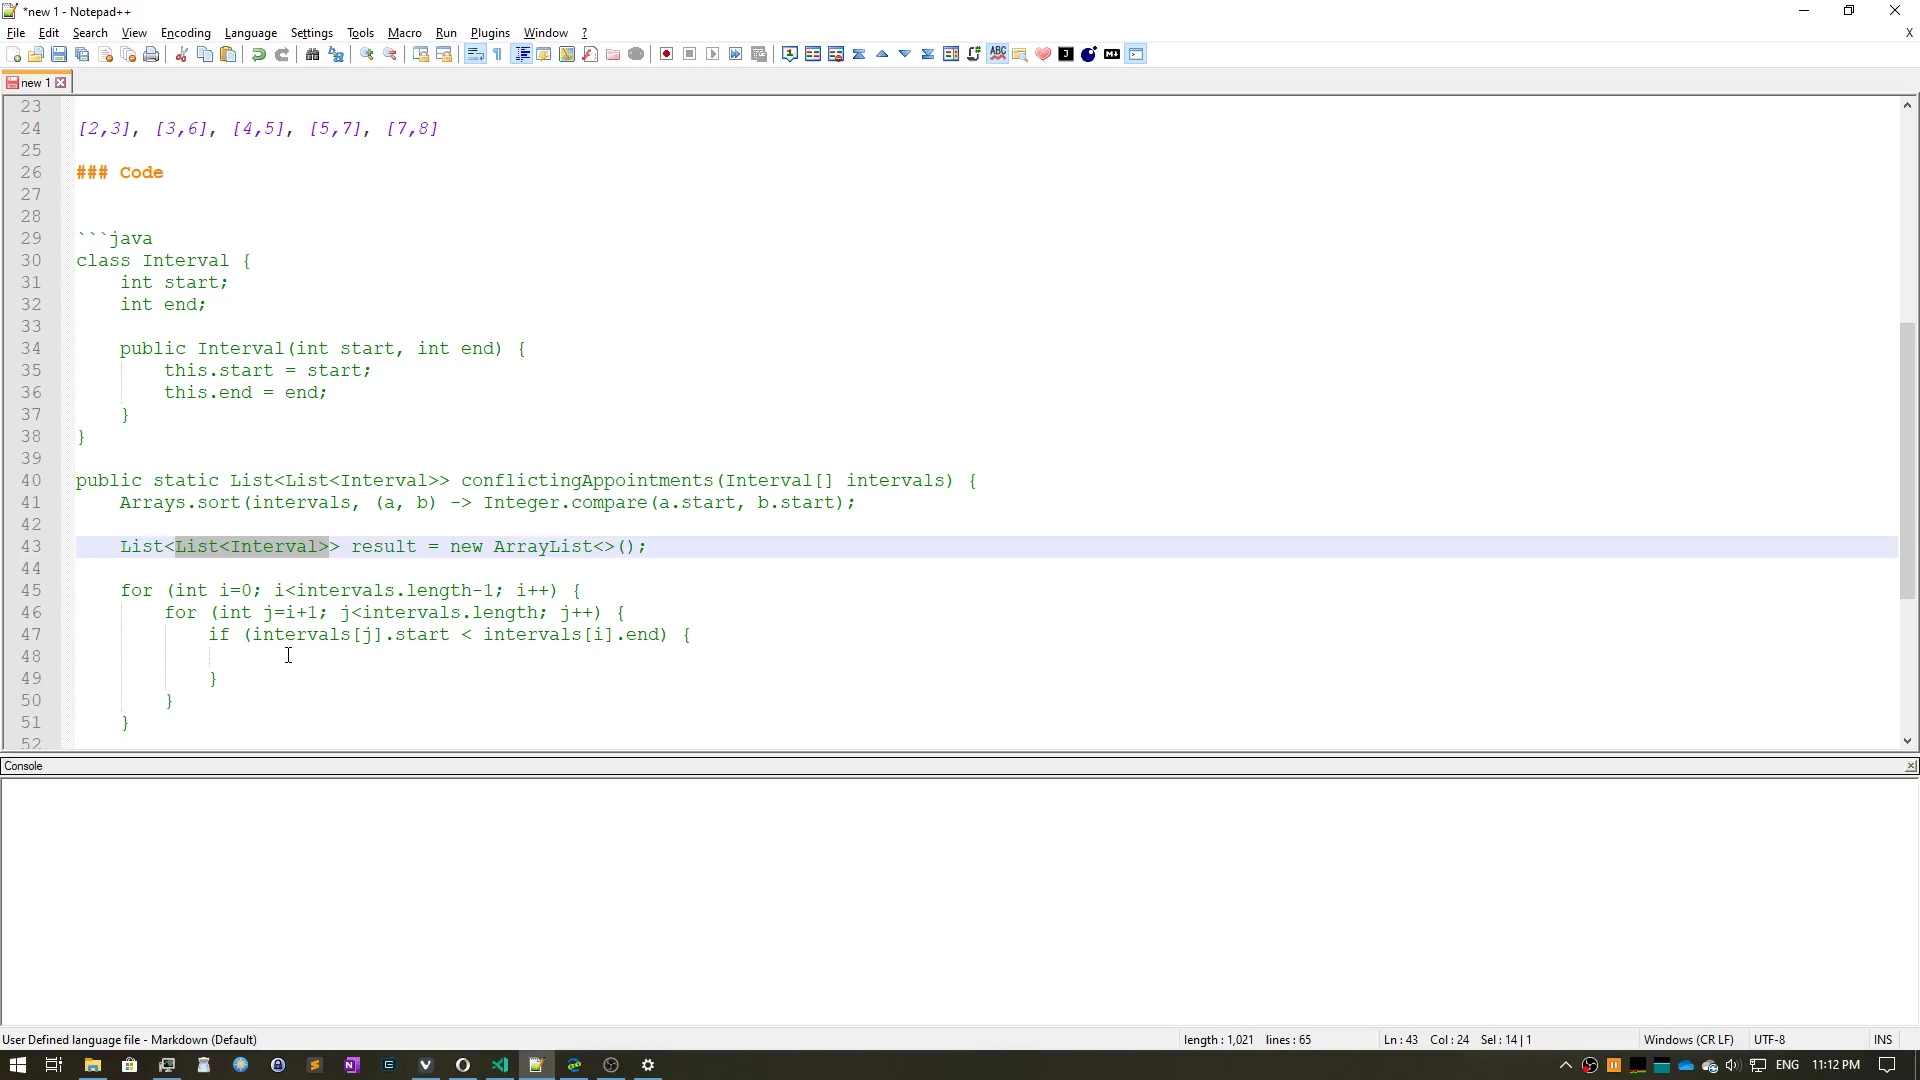 *new 1 - Notepad++
File Edit Search View Encoding Language Settings Tools Macro Run Plugins Window ? X
new 1
23
24 [2,3], [3,6], [4,5], [5,7], [7,8]
25
26 ### Code
27
28
29 ```java
30 class Interval {
31 int start;
32 int end;
33
34 public Interval(int start, int end) {
35 this.start = start;
36 this.end = end;
37 }
38 }
39
40 public static List<List<Interval>> conflictingAppointments(Interval[] intervals) {
41 Arrays.sort(intervals, (a, b) -> Integer.compare(a.start, b.start);
42
43 List<List<Interval>> result = new ArrayList<>();
44
45 for (int i=0; i<intervals.length-1; i++) {
46 for (int j=i+1; j<intervals.length; j++) {
47 if (intervals[j].start < intervals[i].end) {
48
49 }
50 }
51 }
52
Console
User Defined language file - Markdown (Default) length : 1,021 lines : 65 Ln : 43 Col : 24 Sel : 14 | 1 Windows (CR LF) UTF-8 INS
ENG 11:12 PM